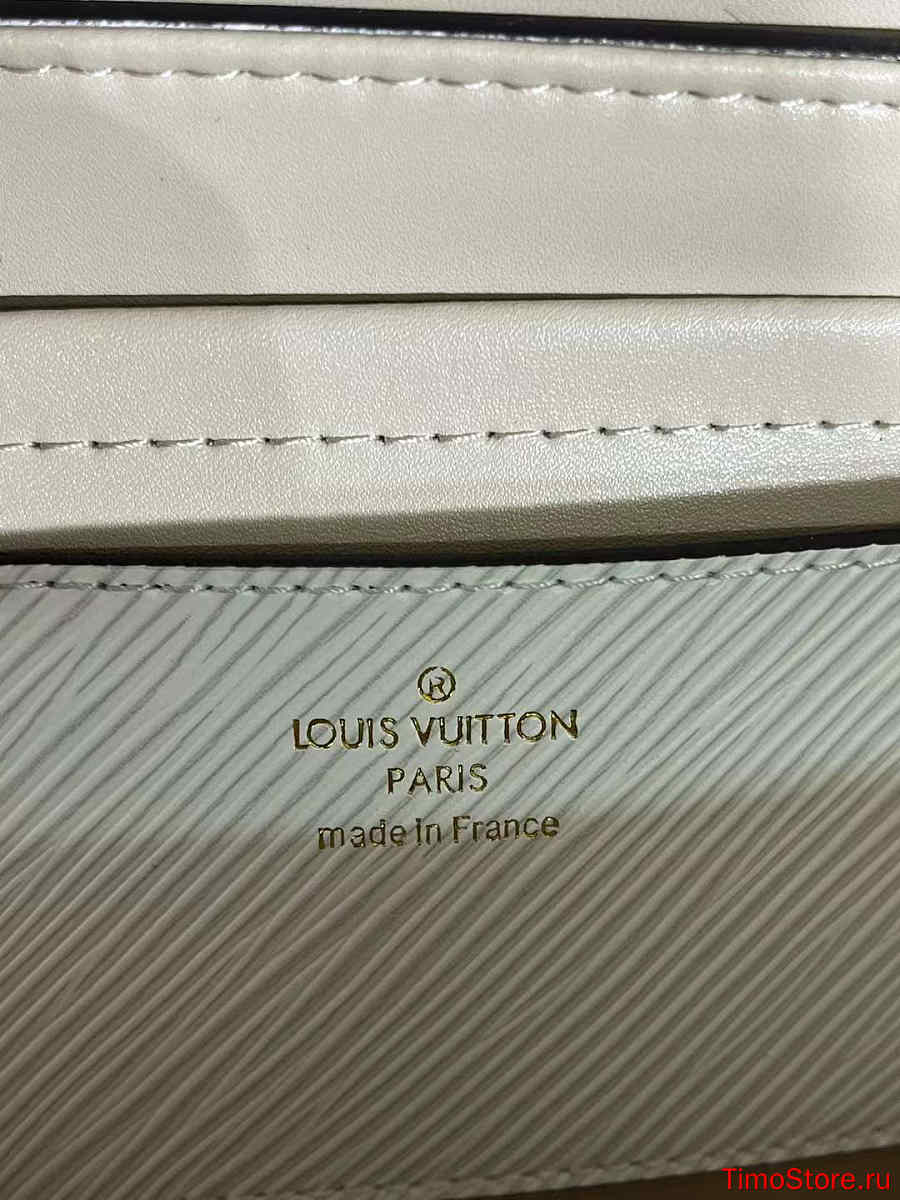 ®
LOUIS VUITTON
PARIS
made in France
TimoStore.ru